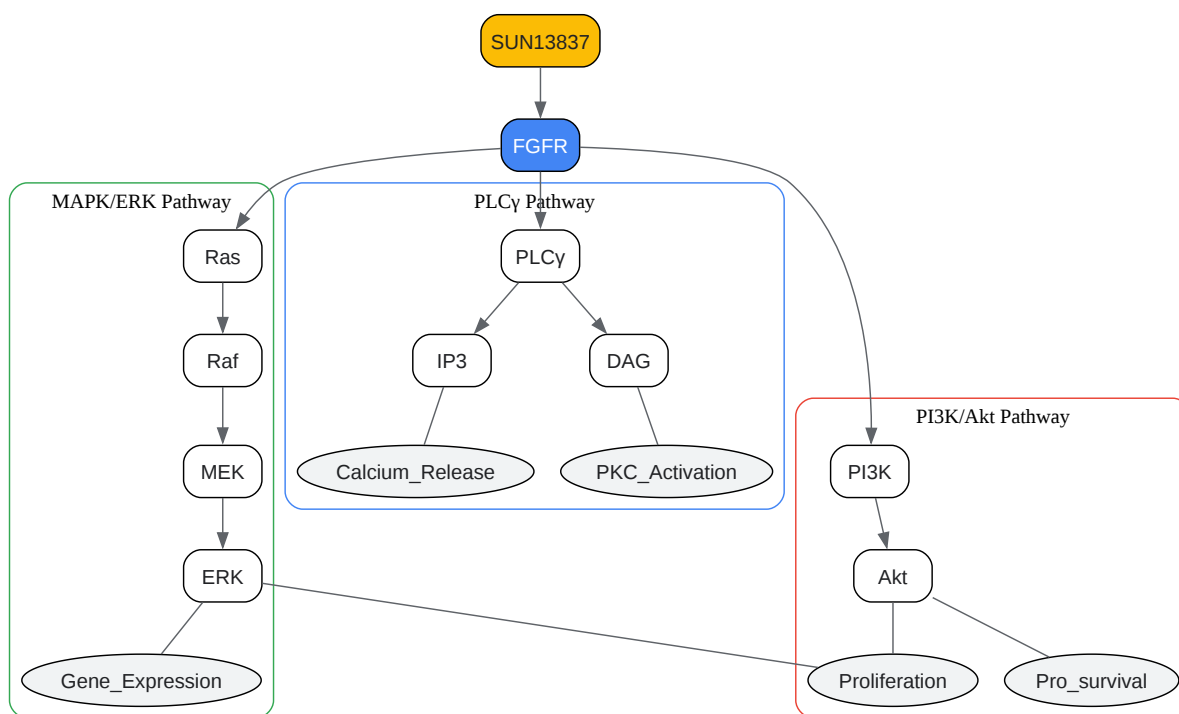 SUN13837
FGFR
MAPK/ERK Pathway
PLCγ Pathway
Ras
PLCγ
Raf
IP3
DAG
PI3K/Akt Pathway
MEK
Calcium_Release
PKC_Activation
PI3K
ERK
Akt
Gene_Expression
Proliferation
Pro_survival